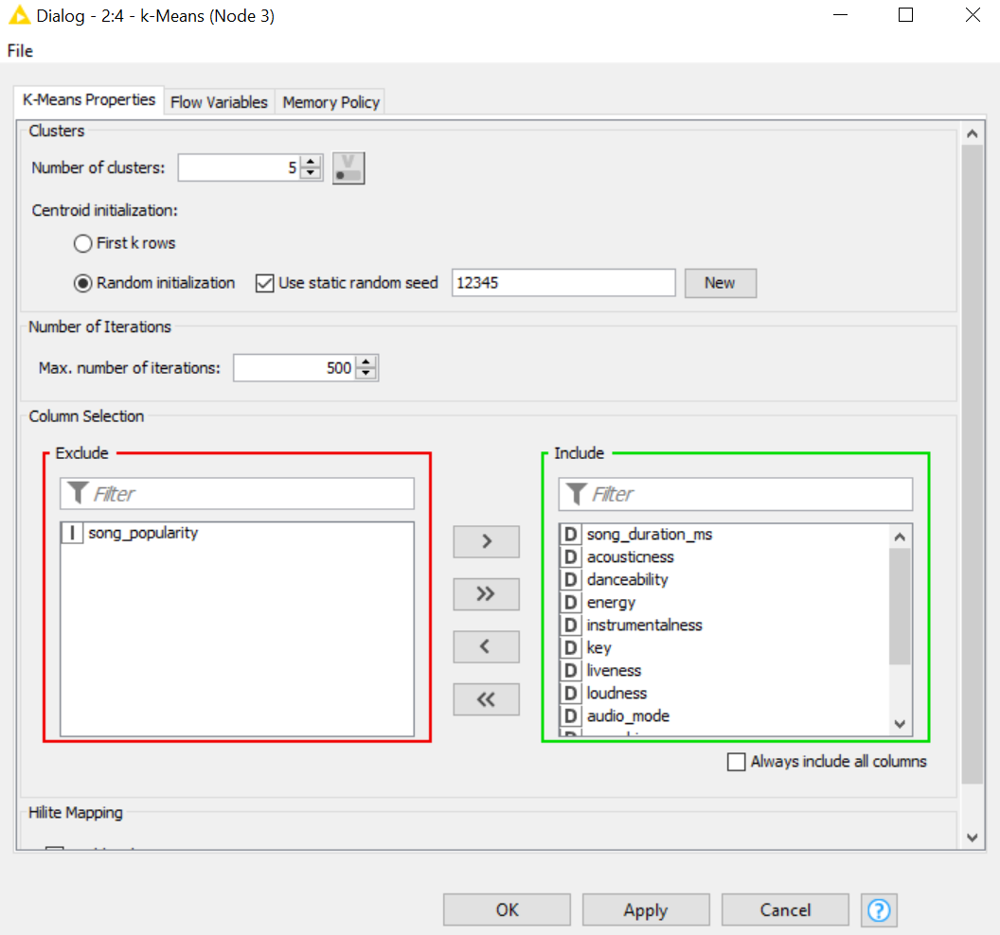 Dialog - 2:4 - k-Means (Node 3)
File
K-Means Properties Flow Variables Memory Policy
Clusters
Number of clusters: 5 V
Centroid initialization:
First k rows
Random initialization Use static random seed 12345 New
Number of Iterations
Max. number of iterations: 500
Column Selection
Exclude
Filter
I song_popularity
> 
>>
<
<<
Include
Filter
D song_duration_ms
D acousticness
D danceability
D energy
D instrumentalness
D key
D liveness
D loudness
D audio_mode
Always include all columns
Hilite Mapping
OK Apply Cancel ?